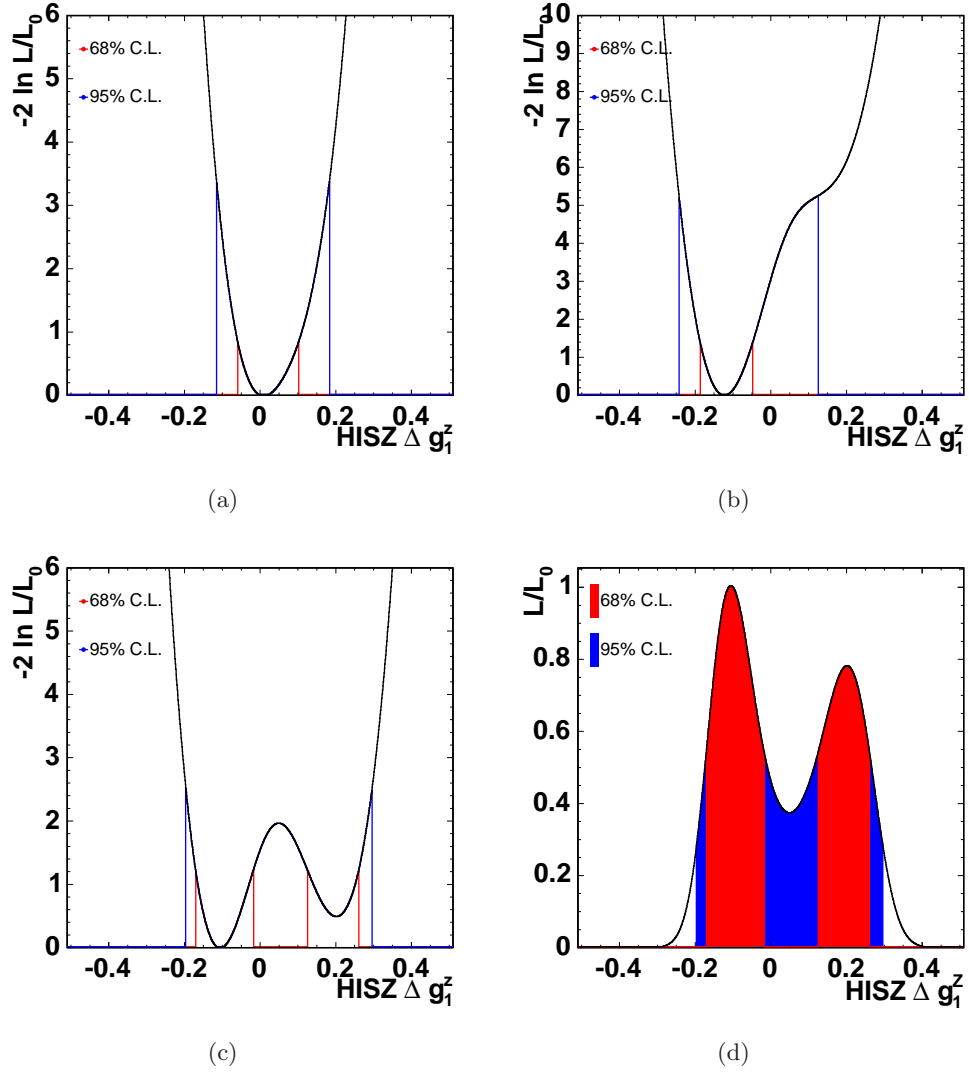 -2 ln L/L₀
6
5
4
3
2
1
0
68% C.L.
95% C.L.
-0.4 -0.2 0 0.2 0.4
HISZ Δ g₁ᶻ
(a)
-2 ln L/L₀
10
9
8
7
6
5
4
3
2
1
0
68% C.L.
95% C.L.
-0.4 -0.2 0 0.2 0.4
HISZ Δ g₁ᶻ
(b)
-2 ln L/L₀
6
5
4
3
2
1
0
68% C.L.
95% C.L.
-0.4 -0.2 0 0.2 0.4
HISZ Δ g₁ᶻ
(c)
L/L₀
1
0.8
0.6
0.4
0.2
0
68% C.L.
95% C.L.
-0.4 -0.2 0 0.2 0.4
HISZ Δ g₁ᶻ
(d)